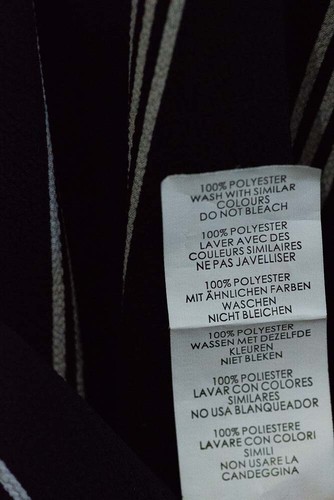 100% POLYESTER
WASH WITH SIMILAR
COLOURS
DO NOT BLEACH
100% POLYESTER
LAVER AVEC DES
COULEURS SIMILAIRES
NE PAS JAVELLISER
100% POLYESTER
MIT ÄHNLICHEN FARBEN
WASCHEN
NICHT BLEICHEN
100% POLYESTER
WASSEN MET DEZELFDE
KLEUREN
NIET BLEKEN
100% POLIESTER
LAVAR CON COLORES
SIMILARES
NO USA BLANQUEADOR
100% POLIESTERE
LAVARE CON COLORI
SIMILI
NON USARE LA
CANDEGGINA